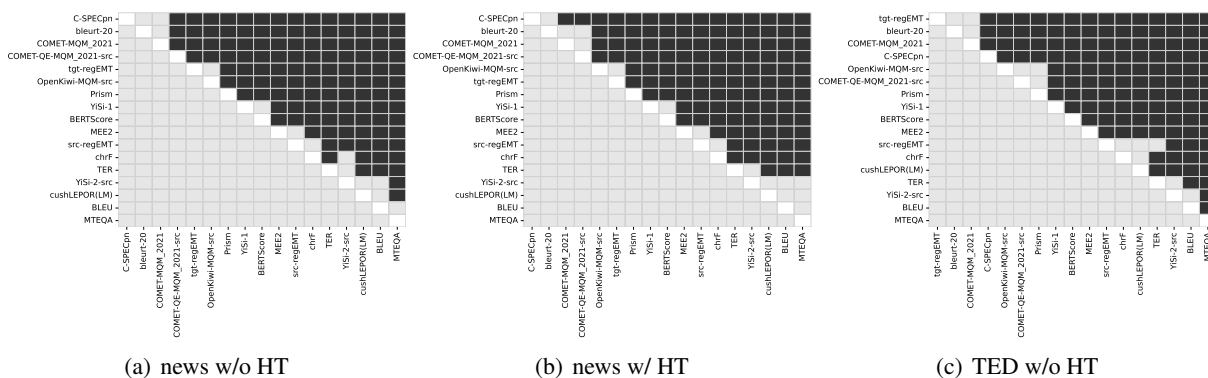 C-SPECpn
bleurt-20
COMET-MQM_2021
COMET-QE-MQM_2021-src
tgt-regEMT
OpenKiwi-MQM-src
Prism
YiSi-1
BERTScore
MEE2
src-regEMT
chrF
TER
YiSi-2-src
cushLEPOR(LM)
BLEU
MTEQA
C-SPECpn
bleurt-20
COMET-MQM_2021
COMET-QE-MQM_2021-src
tgt-regEMT
OpenKiwi-MQM-src
Prism
YiSi-1
BERTScore
MEE2
src-regEMT
chrF
TER
YiSi-2-src
cushLEPOR(LM)
BLEU
MTEQA
(a) news w/o HT
C-SPECpn
bleurt-20
COMET-MQM_2021
COMET-QE-MQM_2021-src
OpenKiwi-MQM-src
tgt-regEMT
Prism
YiSi-1
BERTScore
MEE2
src-regEMT
chrF
TER
YiSi-2-src
cushLEPOR(LM)
BLEU
MTEQA
C-SPECpn
bleurt-20
COMET-MQM_2021
COMET-QE-MQM_2021-src
OpenKiwi-MQM-src
tgt-regEMT
Prism
YiSi-1
BERTScore
MEE2
src-regEMT
chrF
TER
YiSi-2-src
cushLEPOR(LM)
BLEU
MTEQA
(b) news w/ HT
tgt-regEMT
bleurt-20
COMET-MQM_2021
C-SPECpn
OpenKiwi-MQM-src
COMET-QE-MQM_2021-src
Prism
YiSi-1
BERTScore
MEE2
src-regEMT
chrF
cushLEPOR(LM)
TER
YiSi-2-src
BLEU
MTEQA
tgt-regEMT
bleurt-20
COMET-MQM_2021
C-SPECpn
OpenKiwi-MQM-src
COMET-QE-MQM_2021-src
Prism
YiSi-1
BERTScore
MEE2
src-regEMT
chrF
cushLEPOR(LM)
TER
YiSi-2-src
BLEU
MTEQA
(c) TED w/o HT